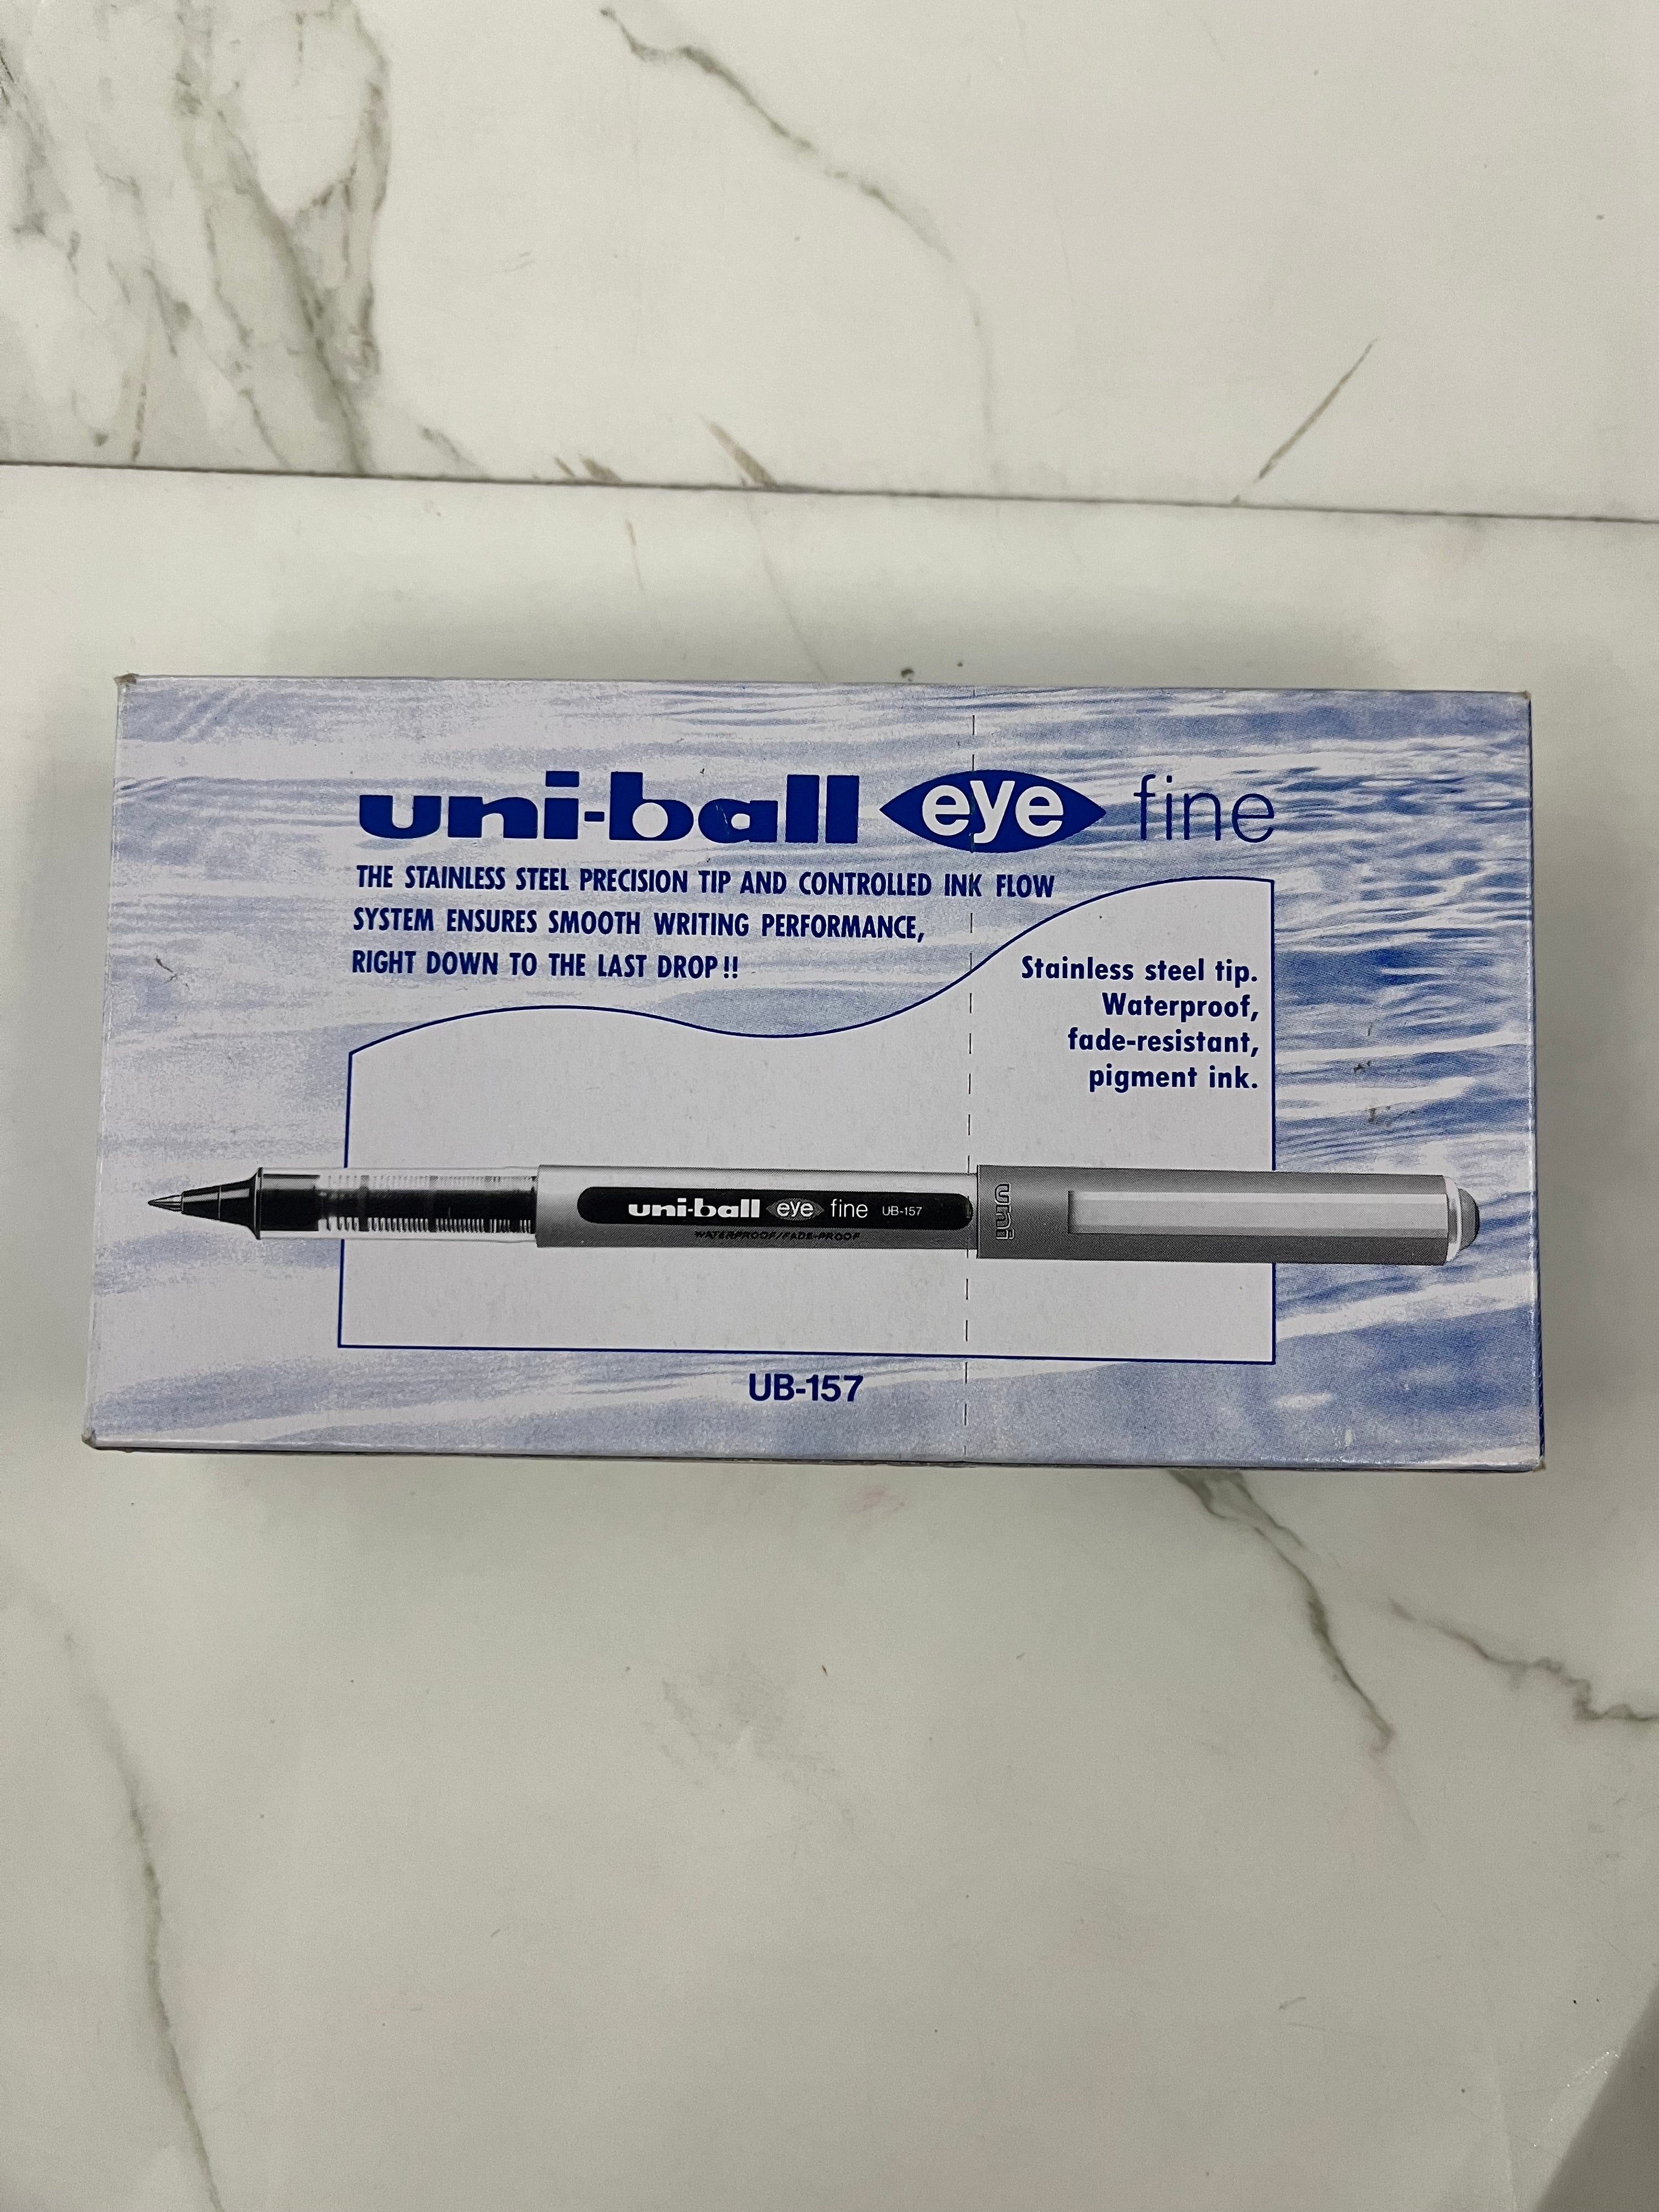 uni-ball eye fine
THE STAINLESS STEEL PRECISION TIP AND CONTROLLED INK FLOW
SYSTEM ENSURES SMOOTH WRITING PERFORMANCE,
RIGHT DOWN TO THE LAST DROP!!
Stainless steel tip.
Waterproof,
fade-resistant,
pigment ink.
uni-ball eye fine UB-157
WATERPROOF/FADE-PROOF
uni
UB-157